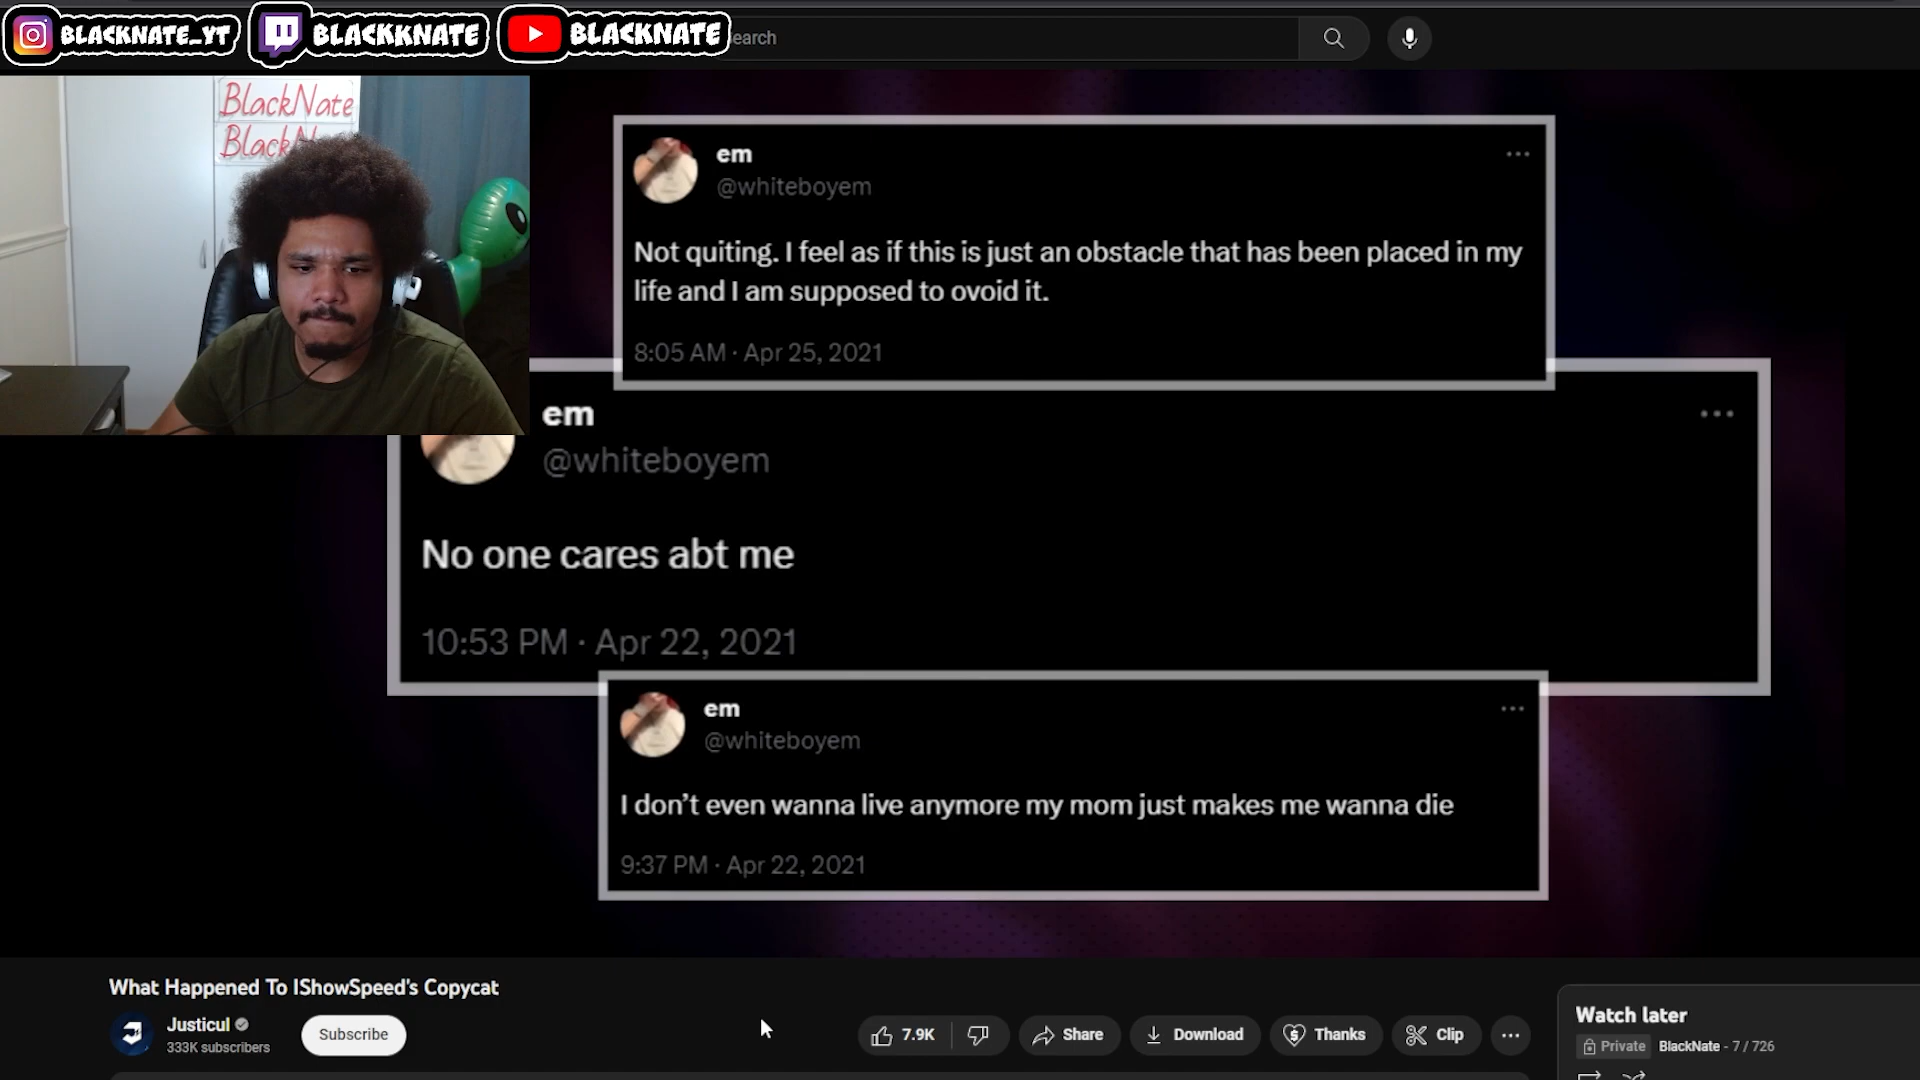 BLACKNATE_YT
BLACKKNATE
BLACKNATE
earch
BlackNate
BlackN
em
@whiteboyem
Not quiting. I feel as if this is just an obstacle that has been placed in my
life and I am supposed to ovoid it.
8:05 AM · Apr 25, 2021
em
@whiteboyem
No one cares abt me
10:53 PM · Apr 22, 2021
em
@whiteboyem
I don’t even wanna live anymore my mom just makes me wanna die
9:37 PM · Apr 22, 2021
What Happened To IShowSpeed's Copycat
Justicul
333K subscribers
Subscribe
7.9K
Share
Download
Thanks
Clip
Watch later
Private BlackNate - 7 / 726